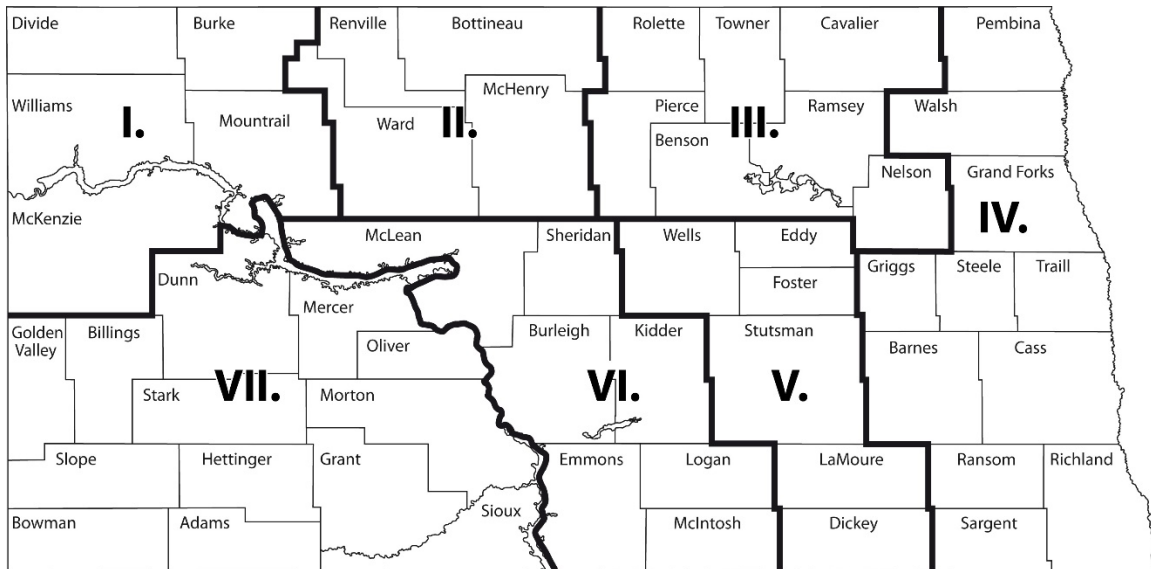 Divide
Burke
Renville
Bottineau
Rolette
Towner
Cavalier
Pembina
Williams
I.
Mountrail
Ward
II.
McHenry
Pierce
Benson
III.
Ramsey
Walsh
Nelson
Grand Forks
IV.
McKenzie
Dunn
McLean
Sheridan
Wells
Eddy
Foster
Griggs
Steele
Traill
Mercer
Golden
Valley
Billings
Oliver
Burleigh
Kidder
Stutsman
Barnes
Cass
Stark
VII.
Morton
VI.
V.
Slope
Hettinger
Grant
Emmons
Logan
LaMoure
Ransom
Richland
Bowman
Adams
Sioux
McIntosh
Dickey
Sargent